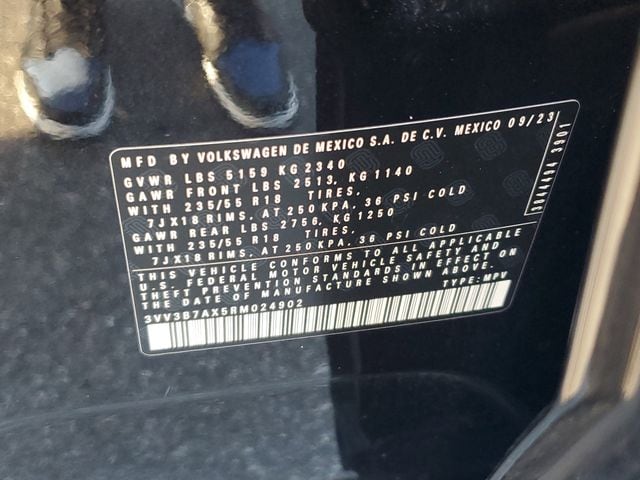 MFD BY VOLKSWAGEN DE MEXICO S.A. DE C.V. MEXICO 09/23
GVWR LBS 5159 KG 2340
GAWR FRONT LBS 2513, KG 1140
WITH 235/55 R18 TIRES.
7JX18 RIMS. AT 250 KPA, 36 PSI COLD
GAWR REAR LBS 2756, KG 1250
WITH 235/55 R18 TIRES.
7JX18 RIMS. AT 250 KPA, 36 PSI COLD
THIS VEHICLE CONFORMS TO ALL APPLICABLE
U.S. FEDERAL MOTOR VEHICLE SAFETY AND
THEFT PREVENTION STANDARDS IN EFFECT ON
THE DATE OF MANUFACTURE SHOWN ABOVE.
3VV3B7AX5RM024902 TYPE: MPV
3901